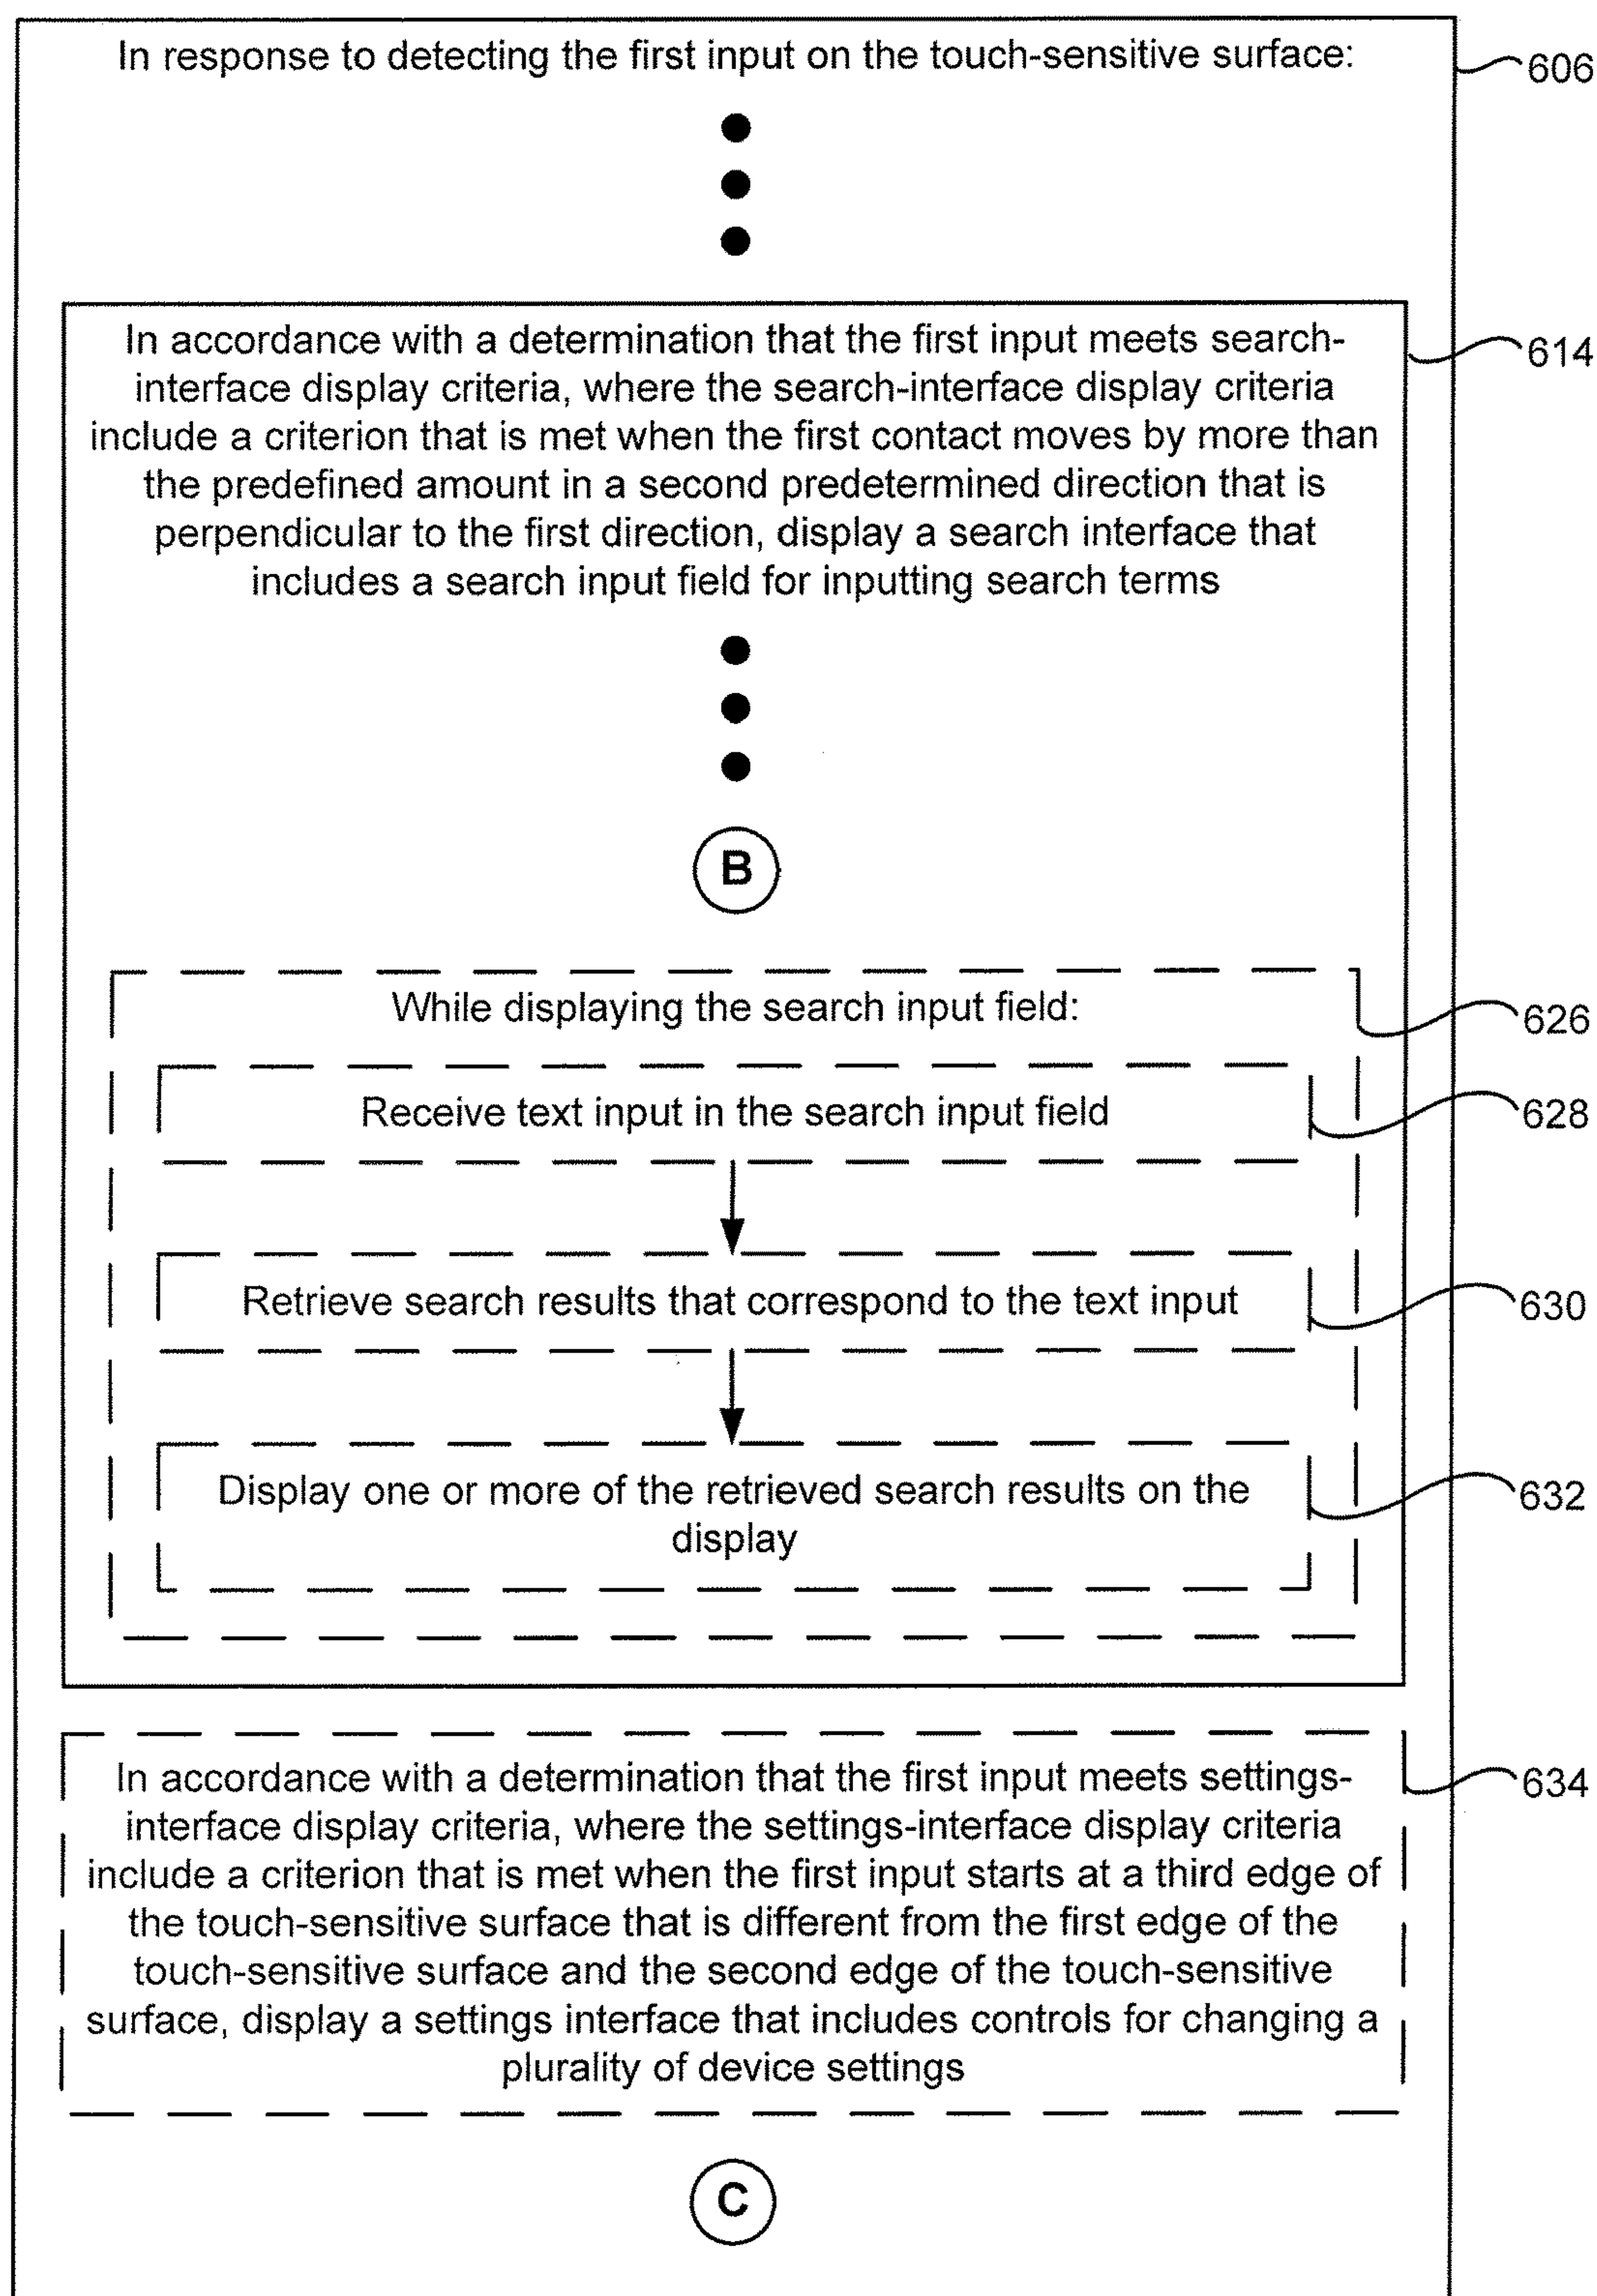 In response to detecting the first input on the touch-sensitive surface:
606
In accordance with a determination that the first input meets search-
interface display criteria, where the search-interface display criteria
include a criterion that is met when the first contact moves by more than
the predefined amount in a second predetermined direction that is
perpendicular to the first direction, display a search interface that
includes a search input field for inputting search terms
614
B
While displaying the search input field:
626
Receive text input in the search input field
628
Retrieve search results that correspond to the text input
630
Display one or more of the retrieved search results on the
display
632
In accordance with a determination that the first input meets settings-
interface display criteria, where the settings-interface display criteria
include a criterion that is met when the first input starts at a third edge of
the touch-sensitive surface that is different from the first edge of the
touch-sensitive surface and the second edge of the touch-sensitive
surface, display a settings interface that includes controls for changing a
plurality of device settings
634
C